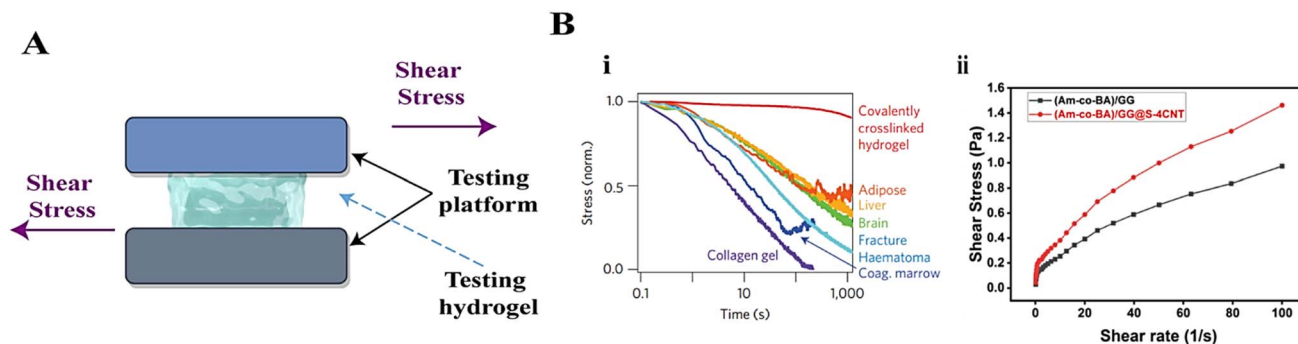 A
Shear
Stress
Shear
Stress
Testing
platform
Testing
hydrogel
B
i
Stress (norm.)
1.0
0.5
0.0
0.1
10
100
1,000
Time (s)
Covalently
crosslinked
hydrogel
Adipose
Liver
Brain
Fracture
Haematoma
Coag. marrow
Collagen gel
ii
Shear Stress (Pa)
1.6
1.4
1.2
1.0
0.8
0.6
0.4
0.2
0.0
0
20
40
60
80
100
Shear rate (1/s)
(Am-co-BA)/GG
(Am-co-BA)/GG@S-4CNT